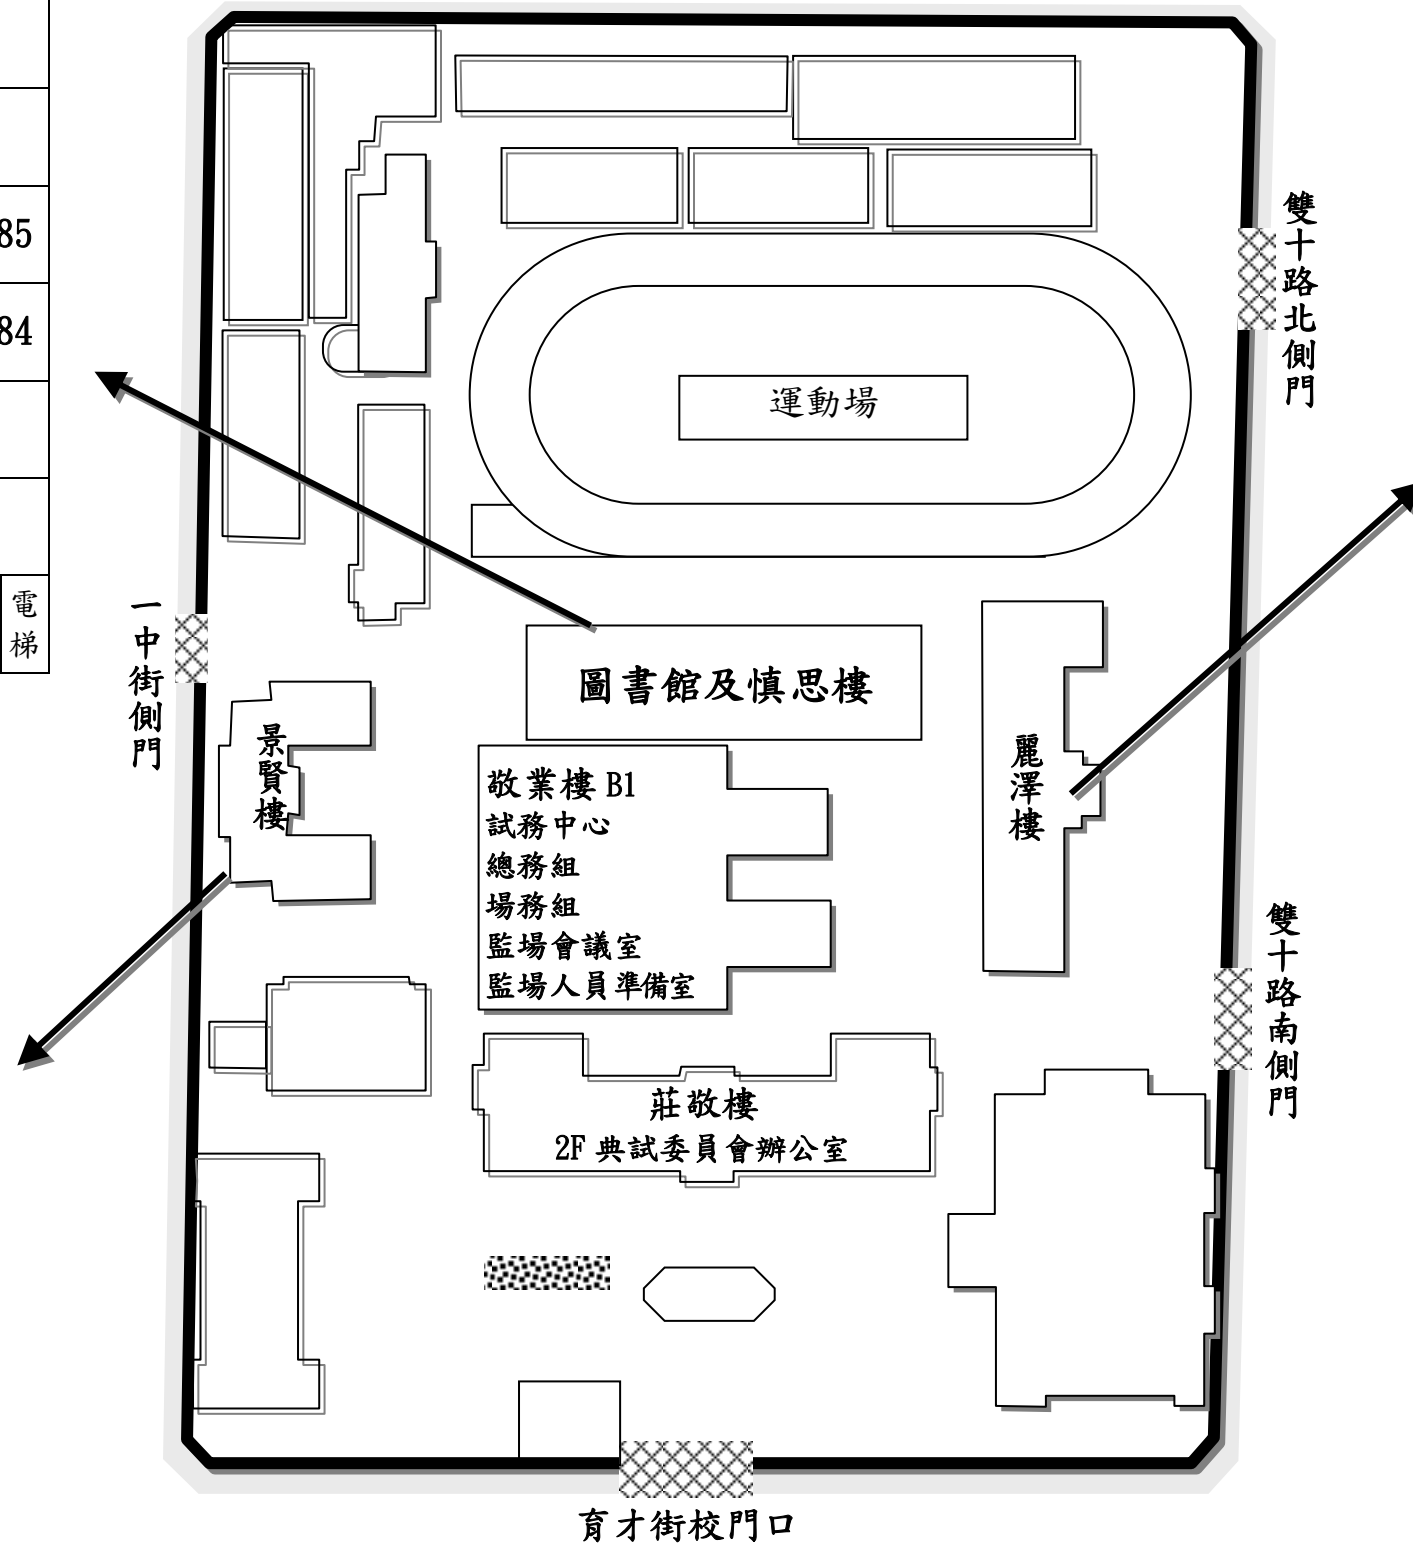 85
84
電
梯
雙十路北側門
運動場
一中街側門
圖書館及慎思樓
景賢樓
麗澤樓
敬業樓 B1
試務中心
總務組
場務組
監場會議室
監場人員準備室
雙十路南側門
莊敬樓
2F 典試委員會辦公室
育才街校門口